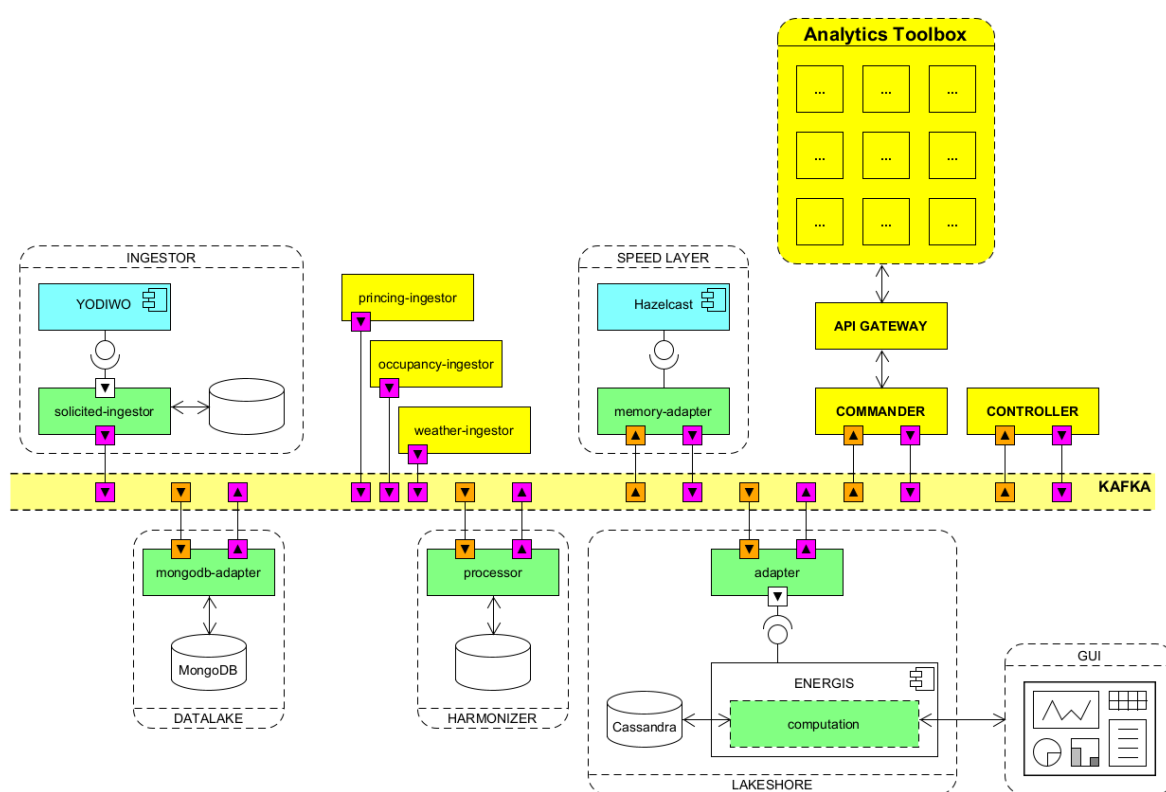 Analytics Toolbox
... ... ...
... ... ...
... ... ...
INGESTOR
SPEED LAYER
YODIWO
princing-ingestor
Hazelcast
API GATEWAY
occupancy-ingestor
solicited-ingestor
memory-adapter
COMMANDER
CONTROLLER
weather-ingestor
KAFKA
mongodb-adapter
processor
adapter
MongoDB
ENERGIS
GUI
DATALAKE
HARMONIZER
Cassandra
computation
LAKESHORE